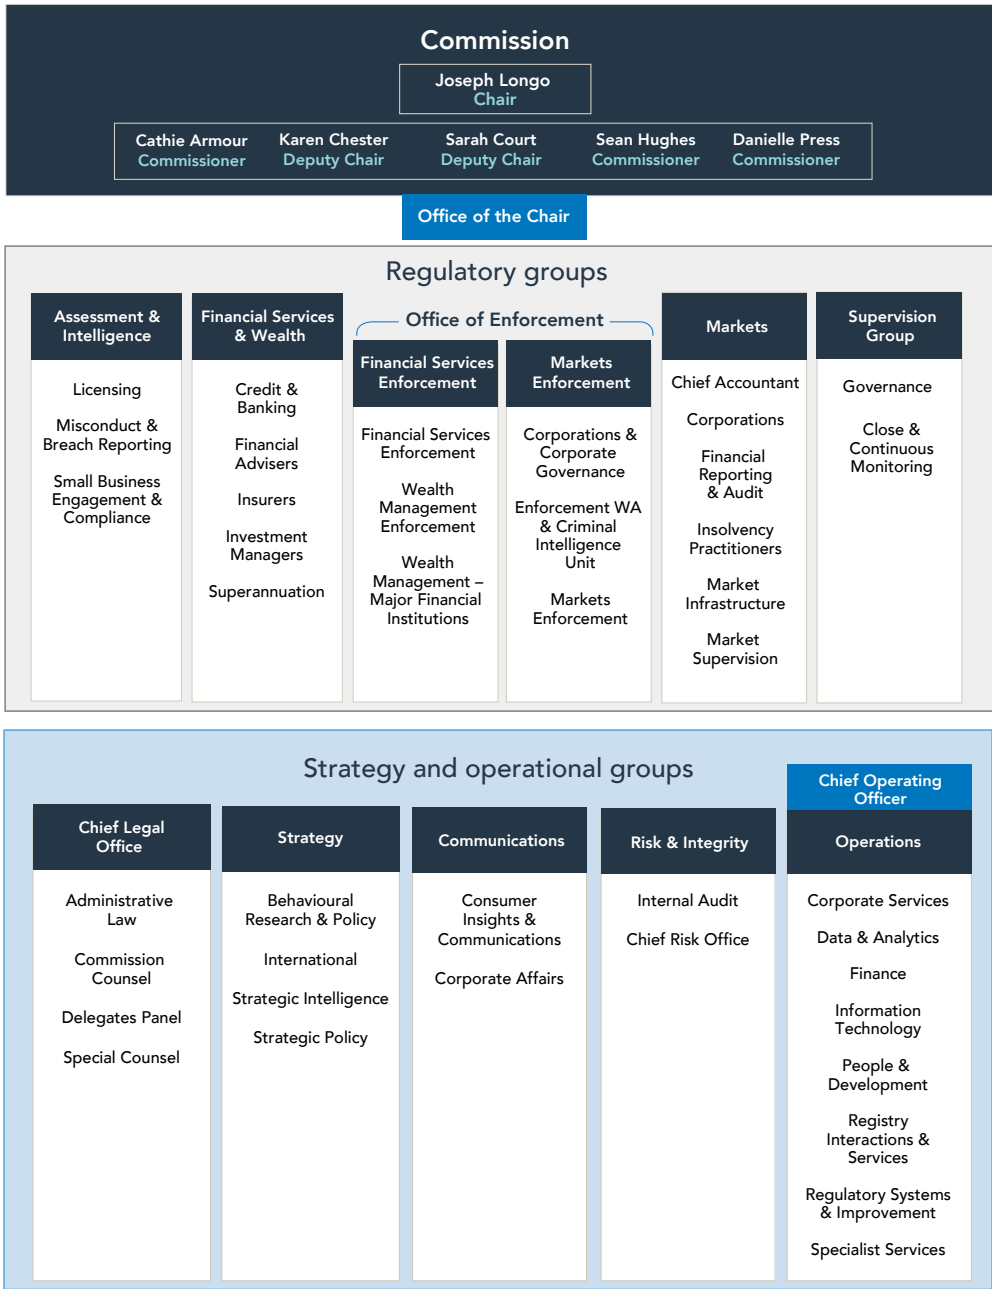 Commission
Joseph Longo
Chair
Cathie Armour
Commissioner
Karen Chester
Deputy Chair
Sarah Court
Deputy Chair
Sean Hughes
Commissioner
Danielle Press
Commissioner
Office of the Chair
Regulatory groups
Assessment &
Intelligence
Licensing
Misconduct &
Breach Reporting
Small Business
Engagement &
Compliance
Financial Services
& Wealth
Credit &
Banking
Financial
Advisers
Insurers
Investment
Managers
Superannuation
Office of Enforcement
Financial Services
Enforcement
Financial Services
Enforcement
Wealth
Management
Enforcement
Wealth
Management –
Major Financial
Institutions
Markets
Enforcement
Corporations &
Corporate
Governance
Enforcement WA
& Criminal
Intelligence
Unit
Markets
Enforcement
Markets
Chief Accountant
Corporations
Financial
Reporting
& Audit
Insolvency
Practitioners
Market
Infrastructure
Market
Supervision
Supervision
Group
Governance
Close &
Continuous
Monitoring
Strategy and operational groups
Chief Legal
Office
Administrative
Law
Commission
Counsel
Delegates Panel
Special Counsel
Strategy
Behavioural
Research & Policy
International
Strategic Intelligence
Strategic Policy
Communications
Consumer
Insights &
Communications
Corporate Affairs
Risk & Integrity
Internal Audit
Chief Risk Office
Chief Operating
Officer
Operations
Corporate Services
Data & Analytics
Finance
Information
Technology
People &
Development
Registry
Interactions &
Services
Regulatory Systems
& Improvement
Specialist Services